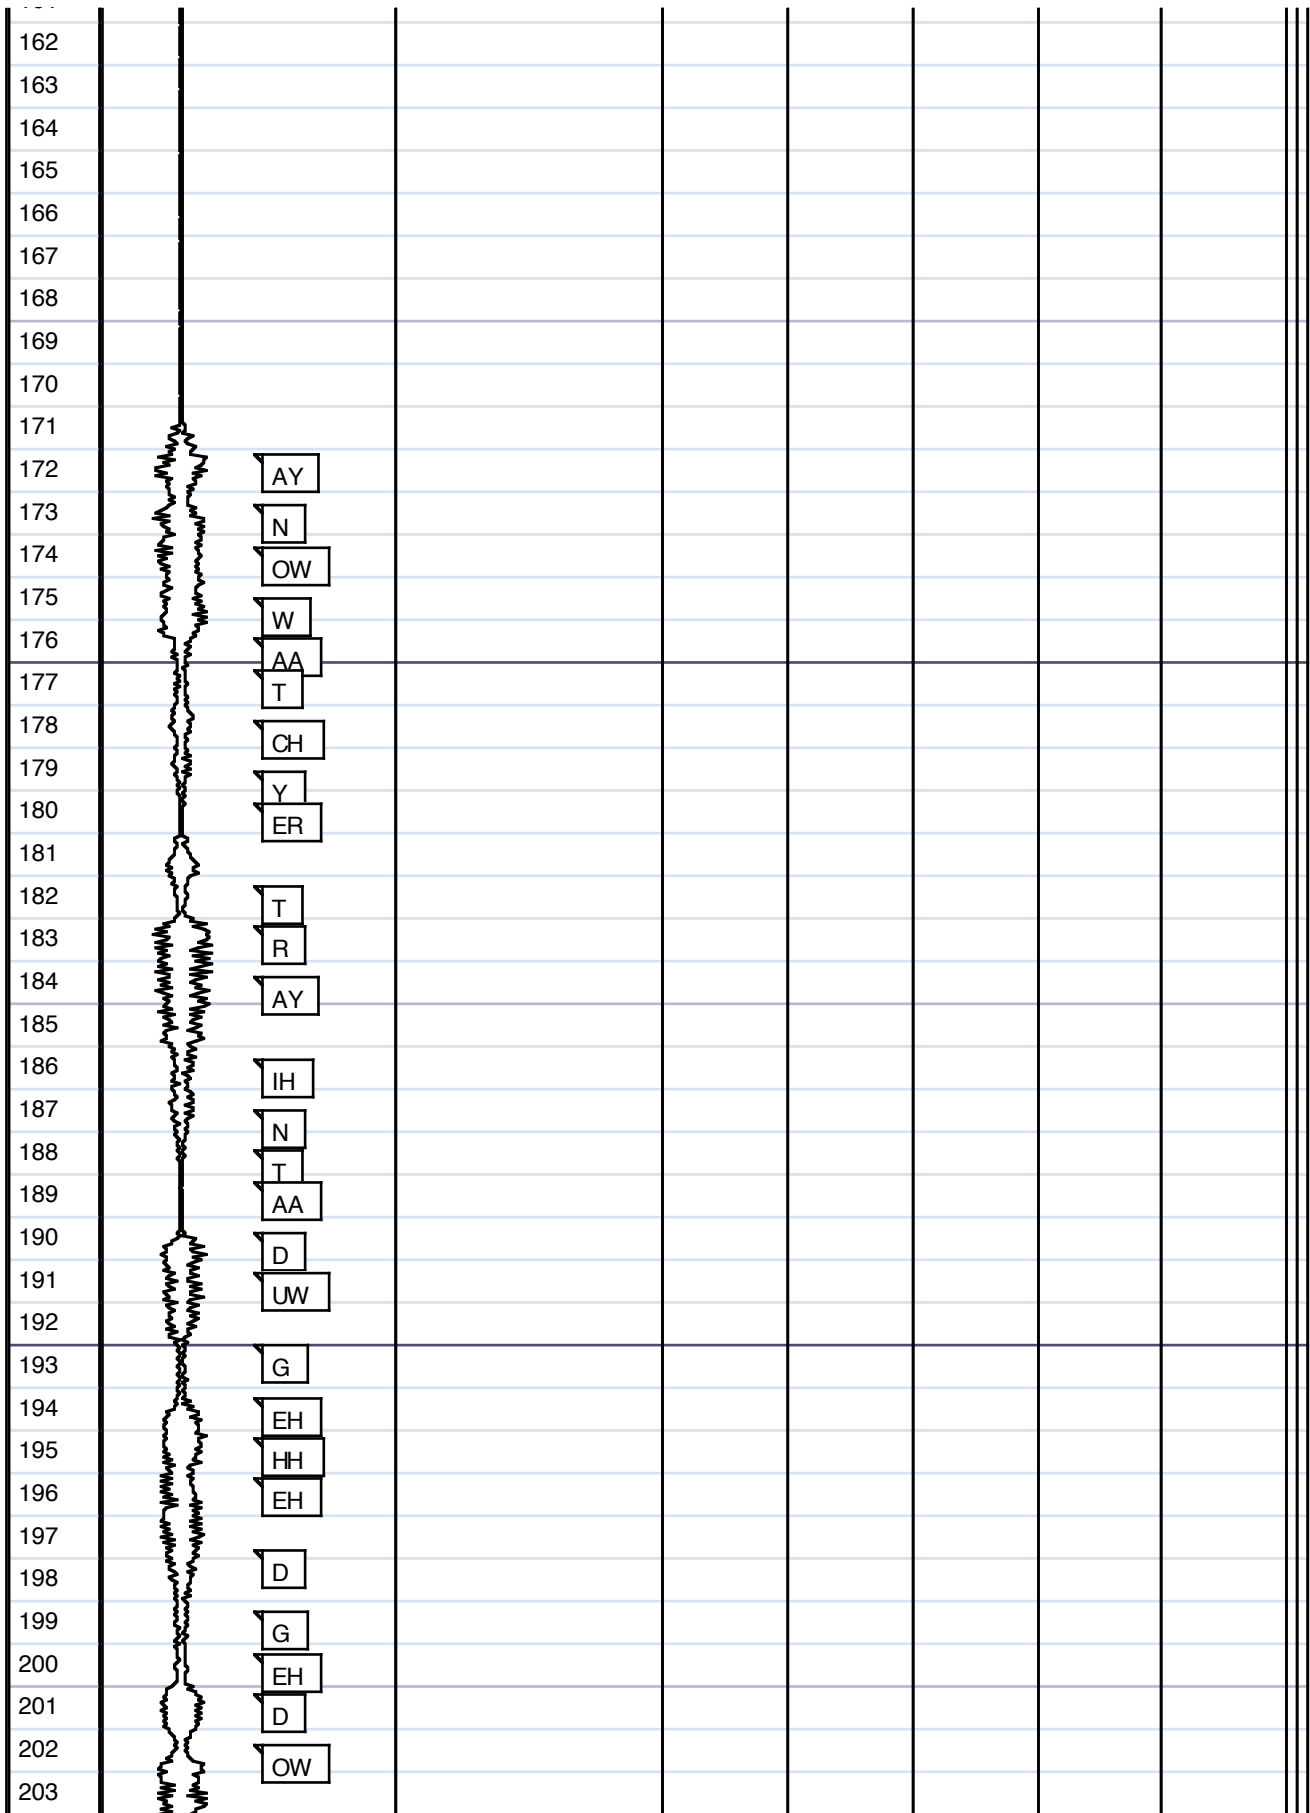 162
163
164
165
166
167
168
169
170
171
172 AY
173 N
174 OW
175 W
176 AA
177 T
178 CH
179 Y
180 ER
181
182 T
183 R
184 AY
185
186 IH
187 N
188 T
189 AA
190 D
191 UW
192
193 G
194 EH
195 HH
196 EH
197
198 D
199 G
200 EH
201 D
202 OW
203